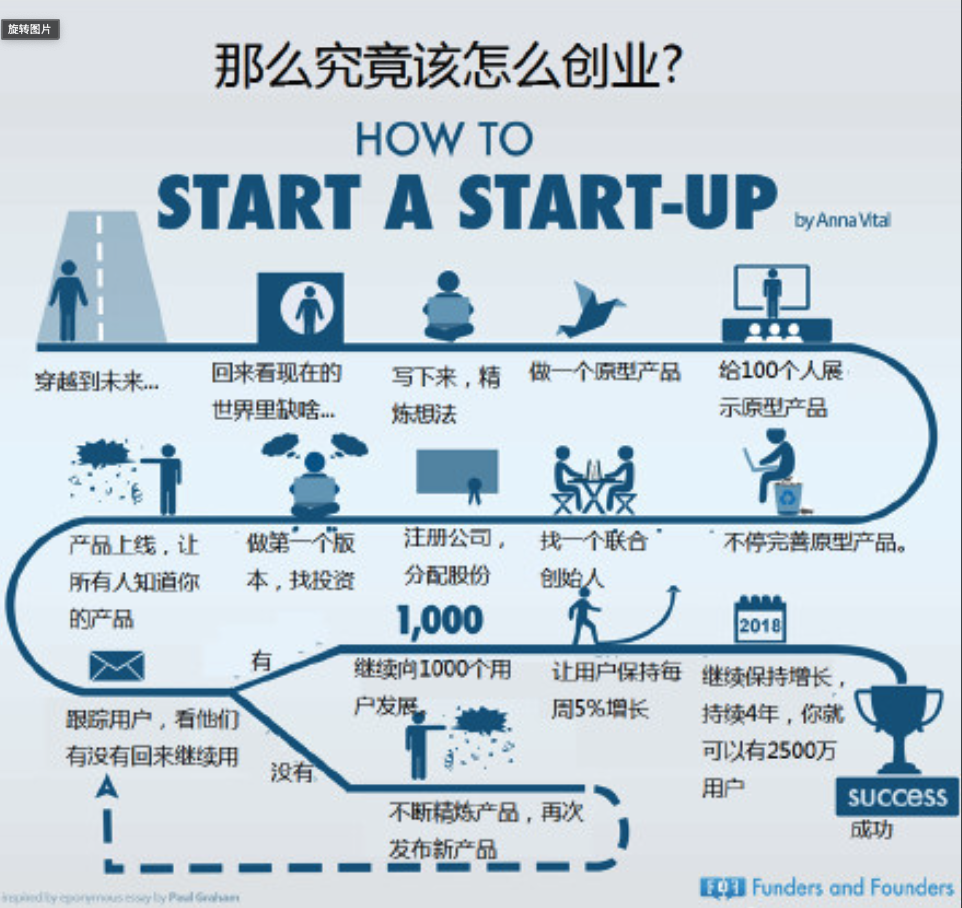 旋转图片
那么究竟该怎么创业?
HOW TO
START A START-UP
by Anna Vital
穿越到未来...
回来看现在的
世界里缺啥...
写下来，精
炼想法
做一个原型产品
给100个人展
示原型产品
产品上线，让
所有人知道你
的产品
做第一个版
本，找投资
注册公司，
分配股份
找一个联合
创始人
不停完善原型产品。
1,000
2018
有
继续向1000个用
户发展。
让用户保持每
周5%增长
继续保持增长，
持续4年，你就
可以有2500万
用户
跟踪用户，看他们
有没有回来继续用
没有
success
成功
不断精炼产品，再次
发布新产品
inspired by eponymous essay by Paul Graham
Funders and Founders